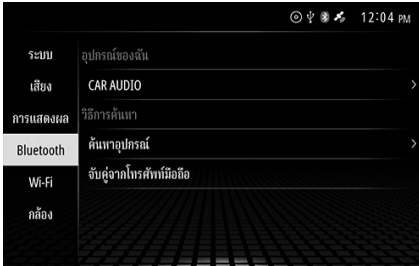 12:04 PM
ระบบ
เสียง
การแสดงผล
Bluetooth
Wi-Fi
กล้อง
อุปกรณ์ของฉัน
CAR AUDIO
วิธีการค้นหา
ค้นหาอุปกรณ์
จับคู่จากโทรศัพท์มือถือ